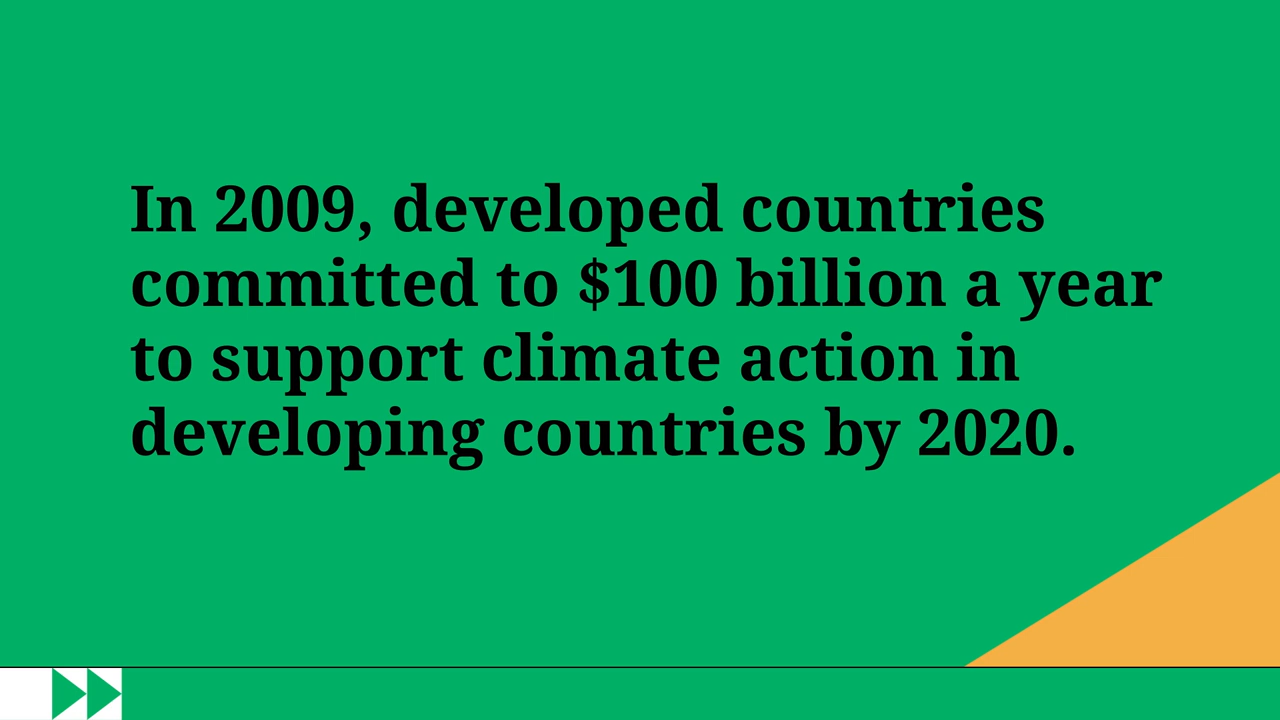 In 2009, developed countries
committed to $100 billion a year
to support climate action in
developing countries by 2020.